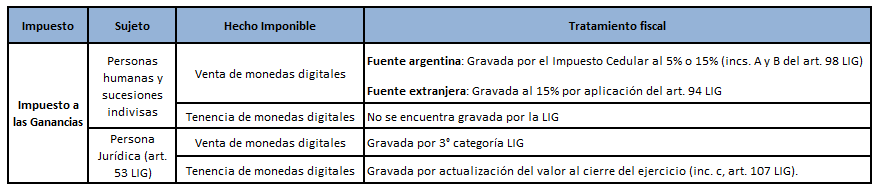 Impuesto Sujeto Hecho Imponible Tratamiento fiscal
Impuesto a
las Ganancias
Personas
humanas y
sucesiones
indivisas
Venta de monedas digitales
Fuente argentina: Gravada por el Impuesto Cedular al 5% o 15% (incs. A y B del art. 98 LIG)
Fuente extranjera: Gravada al 15% por aplicación del art. 94 LIG
Tenencia de monedas digitales No se encuentra gravada por la LIG
Persona
Jurídica (art.
53 LIG)
Venta de monedas digitales Gravada por 3° categoría LIG
Tenencia de monedas digitales Gravada por actualización del valor al cierre del ejercicio (inc. c, art. 107 LIG).